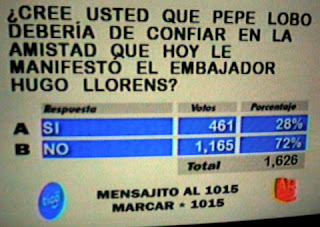 ¿CREE USTED QUE PEPE LOBO
DEBERÍA DE CONFIAR EN LA
AMISTAD QUE HOY LE
MANIFESTÓ EL EMBAJADOR
HUGO LLORENS?
Respuesta Votos Porcentaje
A SI 461 28%
B NO 1,165 72%
Total 1,626
tigo
MENSAJITO AL 1015
MARCAR * 1015